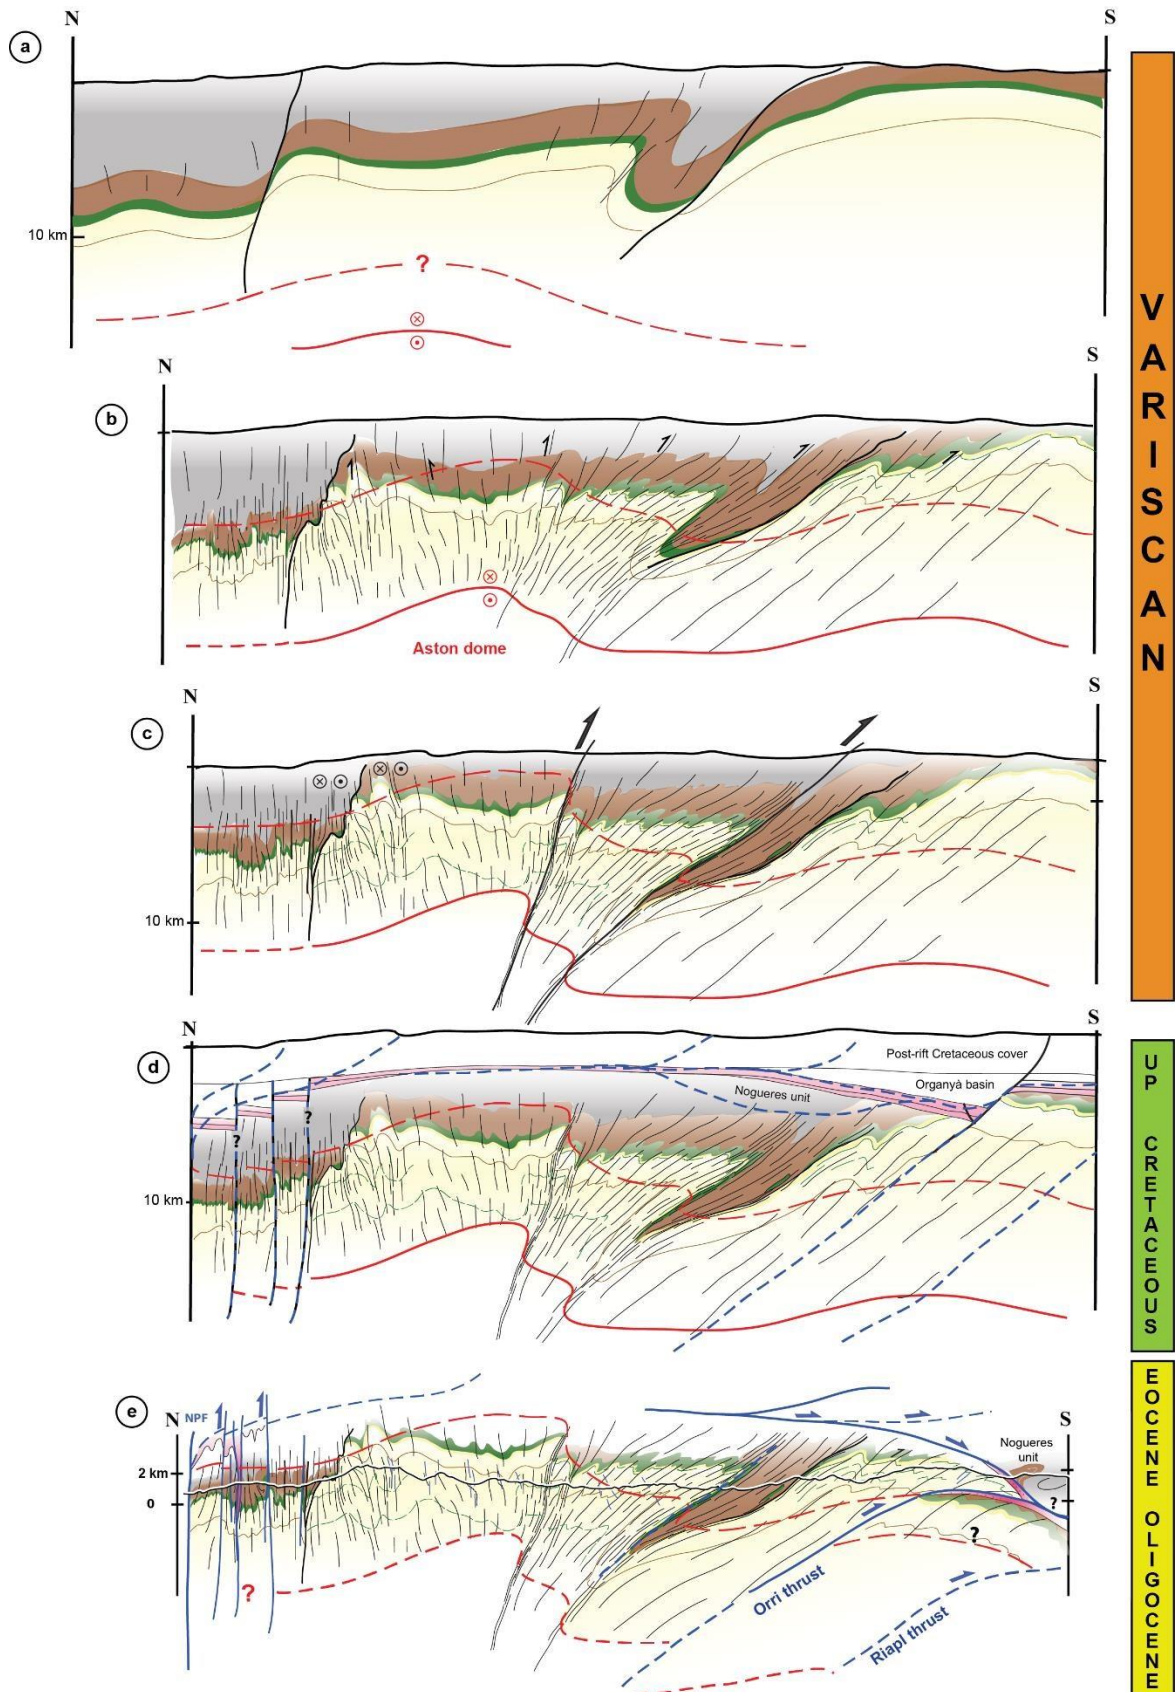 N
S
a
10 km
?
N
S
b
Aston dome
N
S
c
10 km
VARISCAN
N
S
d
Post-rift Cretaceous cover
Organyà basin
Nogueres unit
?
?
10 km
UP CRETACEOUS
e
N
NPF
S
Nogueres
unit
2 km
0
?
?
?
Orri thrust
Riapl thrust
EOCENE OLIGOCENE